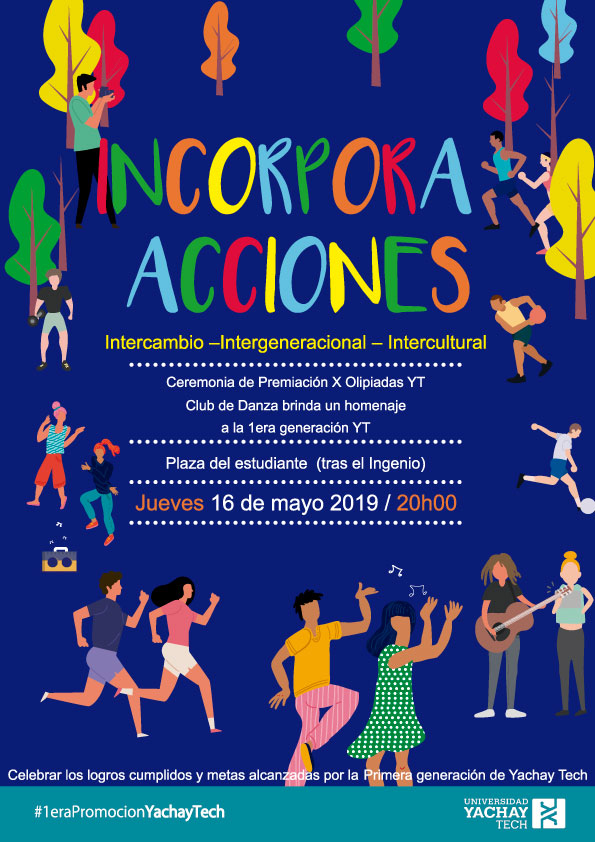 INCORPORA
ACCIONES
Intercambio –Intergeneracional – Intercultural
Ceremonia de Premiación X Olipiadas YT
Club de Danza brinda un homenaje
a la 1era generación YT
Plaza del estudiante (tras el Ingenio)
Jueves 16 de mayo 2019 / 20h00
Celebrar los logros cumplidos y metas alcanzadas por la Primera generación de Yachay Tech
#1eraPromocionYachayTech
UNIVERSIDAD
YACHAY
TECH